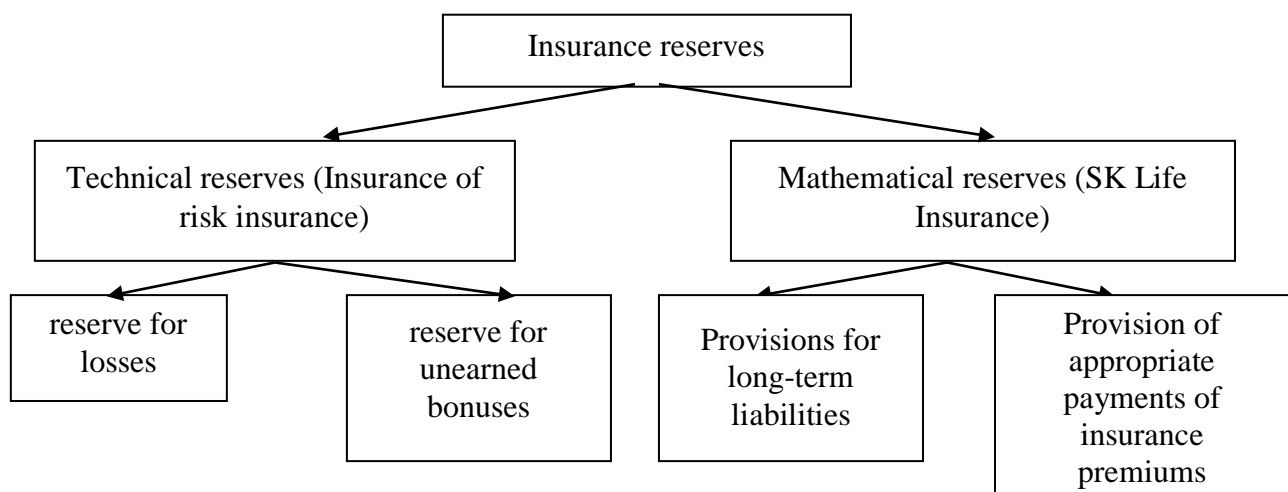 Insurance reserves
Technical reserves (Insurance of
risk insurance)
Mathematical reserves (SK Life
Insurance)
reserve for
losses
reserve for
unearned
bonuses
Provisions for
long-term
liabilities
Provision of
appropriate
payments of
insurance
premiums